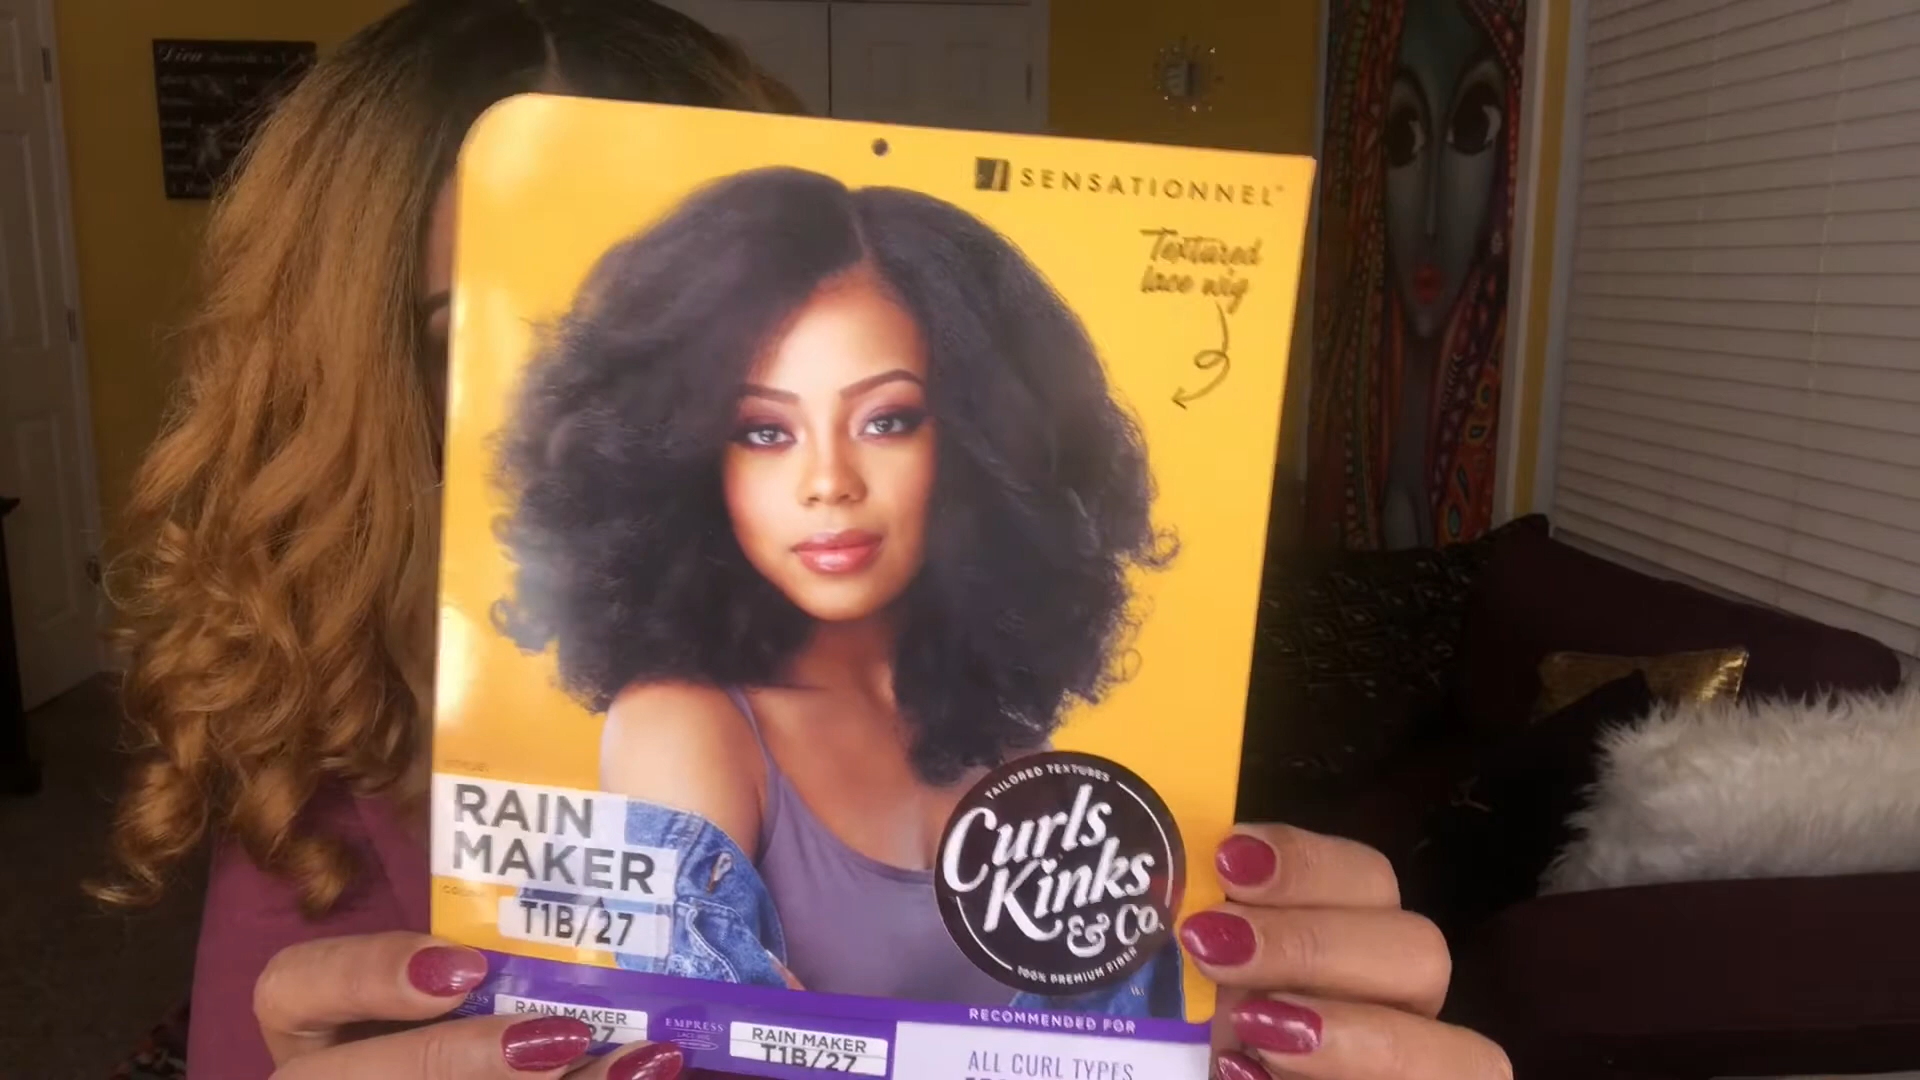 Diva
SENSATIONNEL
Textured
lace wig
RAIN
MAKER
T1B/27
TAILORED TEXTURES
Curls
Kinks
& Co.
100% PREMIUM FIBER
RAIN MAKER
EMPRESS
RAIN MAKER
T1B/27
RECOMMENDED FOR
ALL CURL TYPES